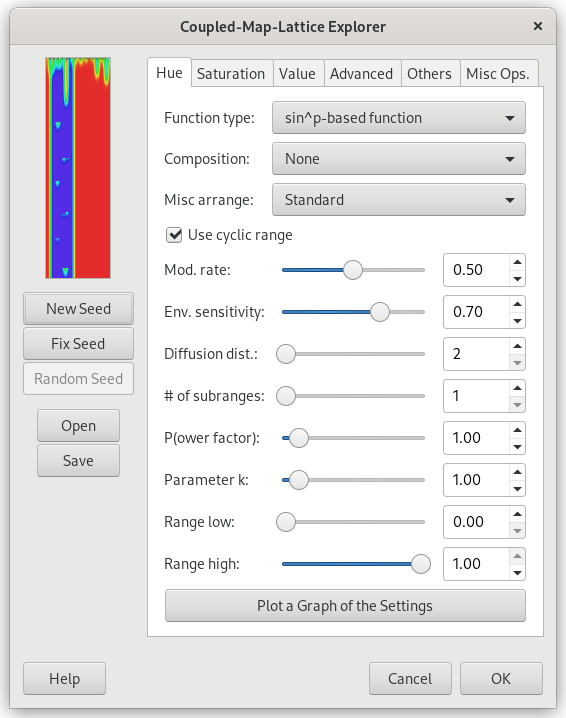 Coupled-Map-Lattice Explorer
Hue Saturation Value Advanced Others Misc Ops.
Function type: sin^p-based function
Composition: None
Misc arrange: Standard
Use cyclic range
Mod. rate: 0.50
Env. sensitivity: 0.70
Diffusion dist.: 2
# of subranges: 1
P(ower factor): 1.00
Parameter k: 1.00
Range low: 0.00
Range high: 1.00
Plot a Graph of the Settings
New Seed
Fix Seed
Random Seed
Open
Save
Help Cancel OK